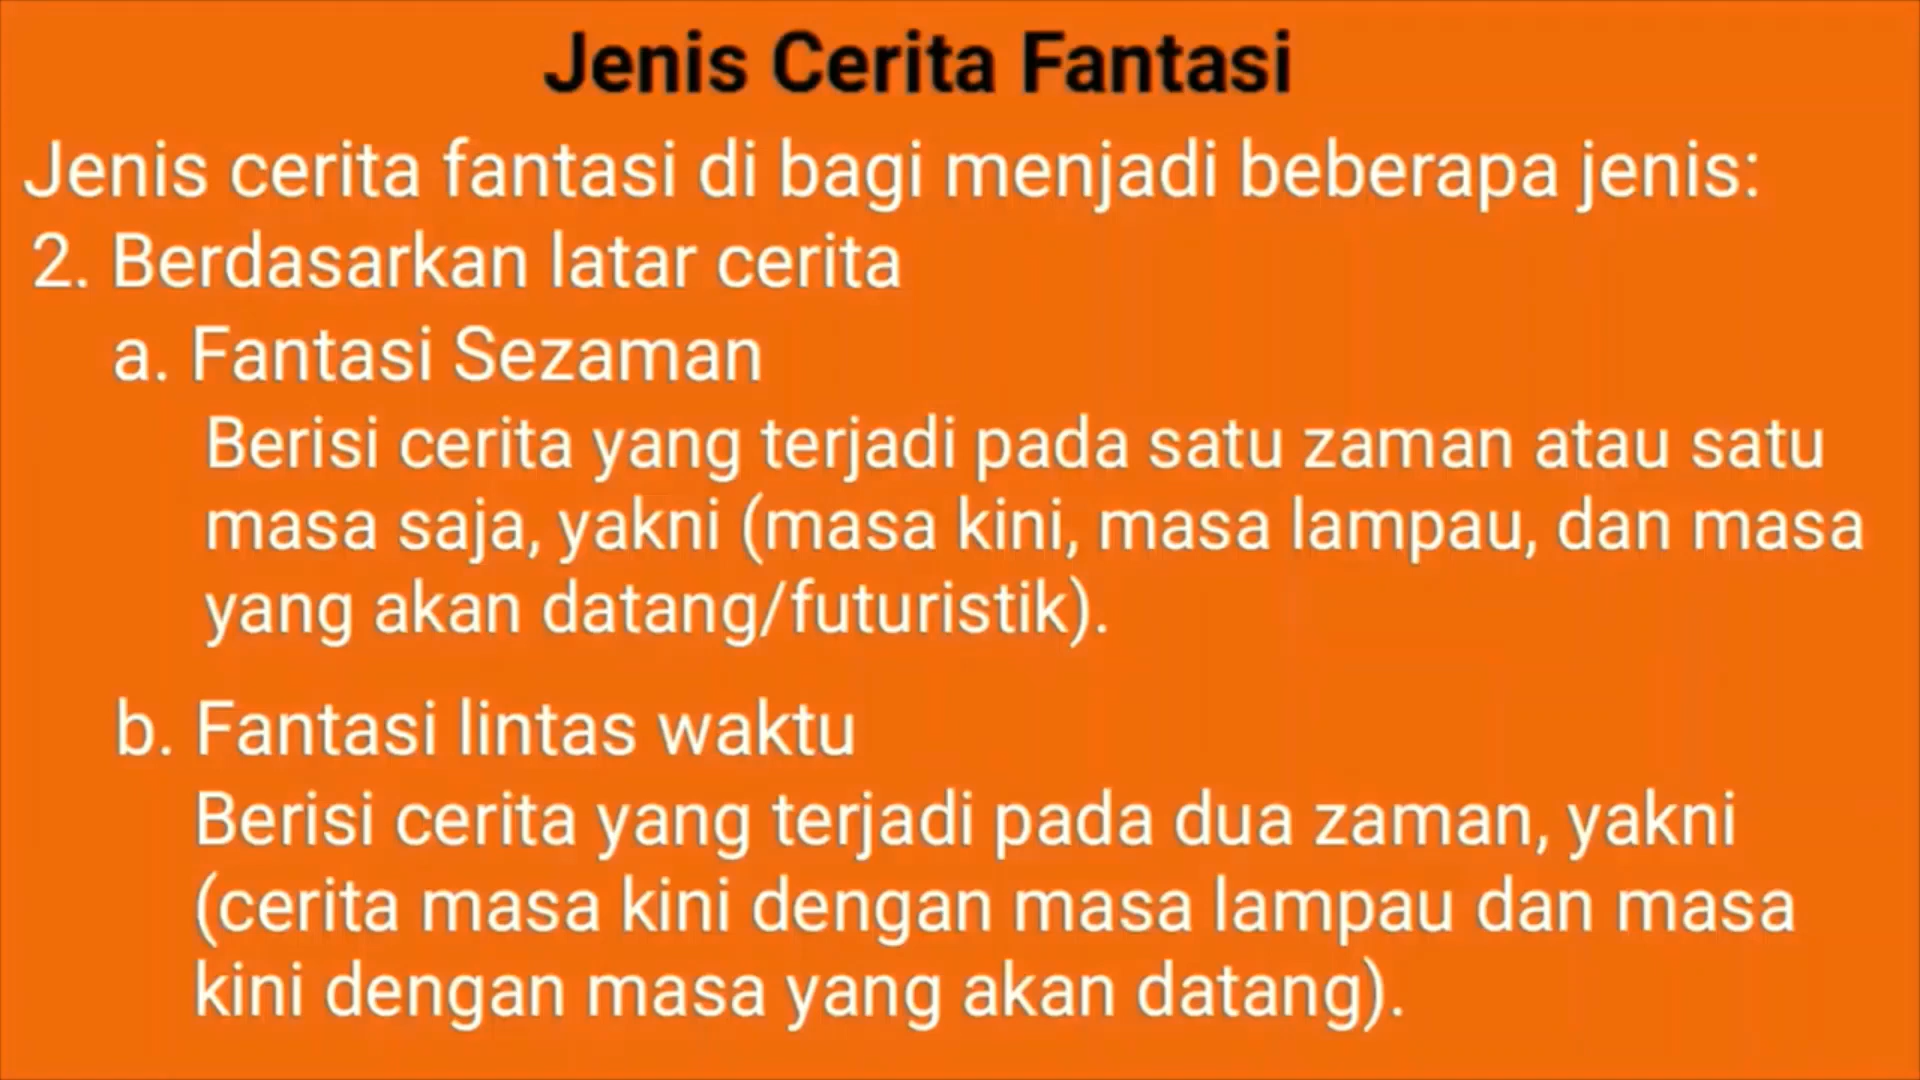 Jenis Cerita Fantasi
Jenis cerita fantasi di bagi menjadi beberapa jenis:
2. Berdasarkan latar cerita
a. Fantasi Sezaman
Berisi cerita yang terjadi pada satu zaman atau satu
masa saja, yakni (masa kini, masa lampau, dan masa
yang akan datang/futuristik).
b. Fantasi lintas waktu
Berisi cerita yang terjadi pada dua zaman, yakni
(cerita masa kini dengan masa lampau dan masa
kini dengan masa yang akan datang).